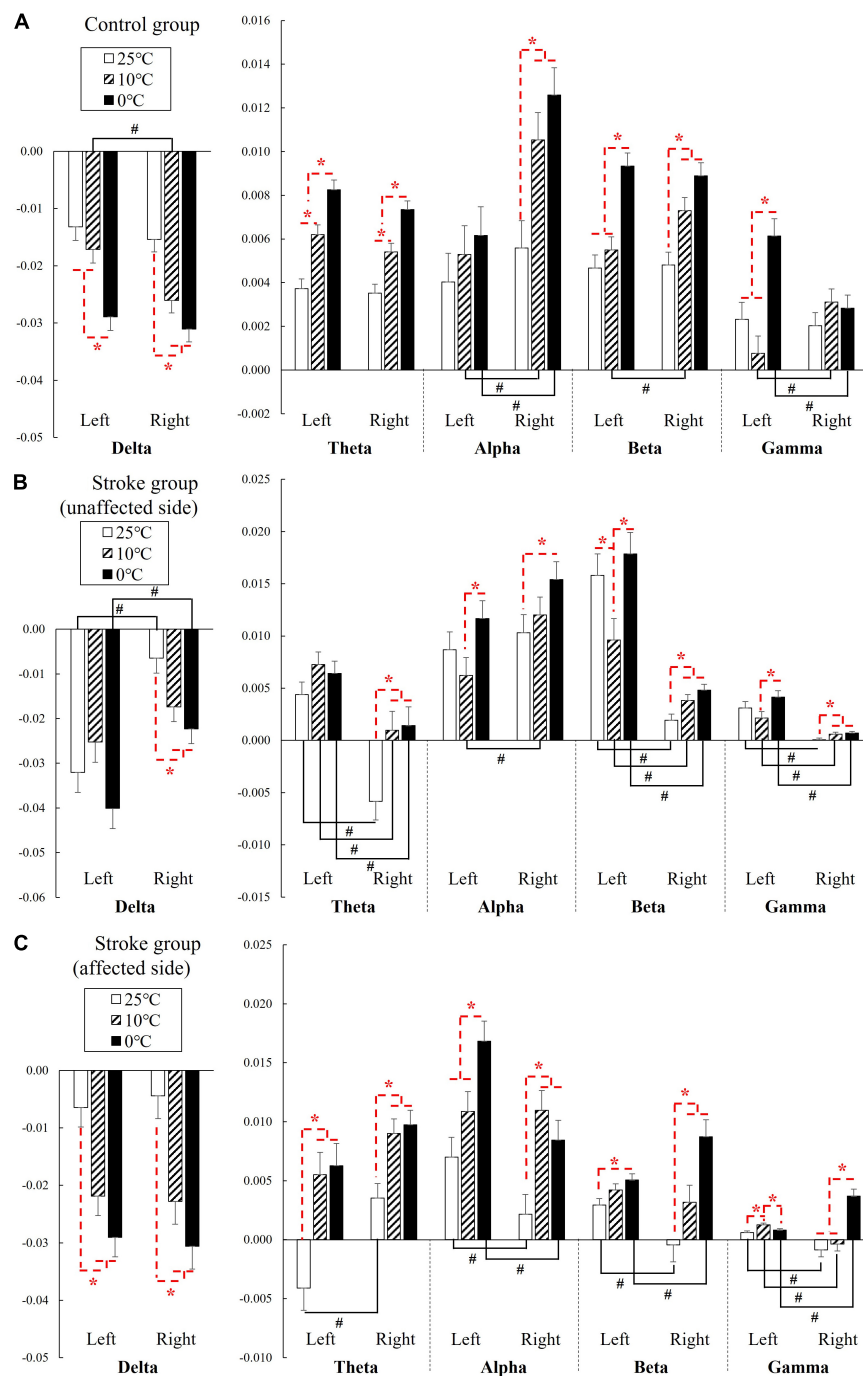 A
Control group
25℃
10℃
0℃
#
0.00
-0.01
-0.02
-0.03
-0.04
-0.05
*
*
Left
Right
Delta
0.016
0.014
0.012
0.010
0.008
0.006
0.004
0.002
0.000
-0.002
*
*
*
*
*
*
*
*
#
#
#
#
#
Left
Right
Left
Right
Left
Right
Left
Right
Theta
Alpha
Beta
Gamma
B
Stroke group
(unaffected side)
25℃
10℃
0℃
#
#
0.00
-0.01
-0.02
-0.03
-0.04
-0.05
-0.06
*
Left
Right
Delta
0.025
0.020
0.015
0.010
0.005
0.000
-0.005
-0.010
-0.015
*
*
*
*
*
*
*
*
#
#
#
#
#
#
#
#
#
#
Left
Right
Left
Right
Left
Right
Left
Right
Theta
Alpha
Beta
Gamma
C
Stroke group
(affected side)
25℃
10℃
0℃
0.00
-0.01
-0.02
-0.03
-0.04
-0.05
*
*
Left
Right
Delta
0.025
0.020
0.015
0.010
0.005
0.000
-0.005
-0.010
*
*
*
*
*
*
*
*
*
#
#
#
#
#
#
#
#
Left
Right
Left
Right
Left
Right
Left
Right
Theta
Alpha
Beta
Gamma